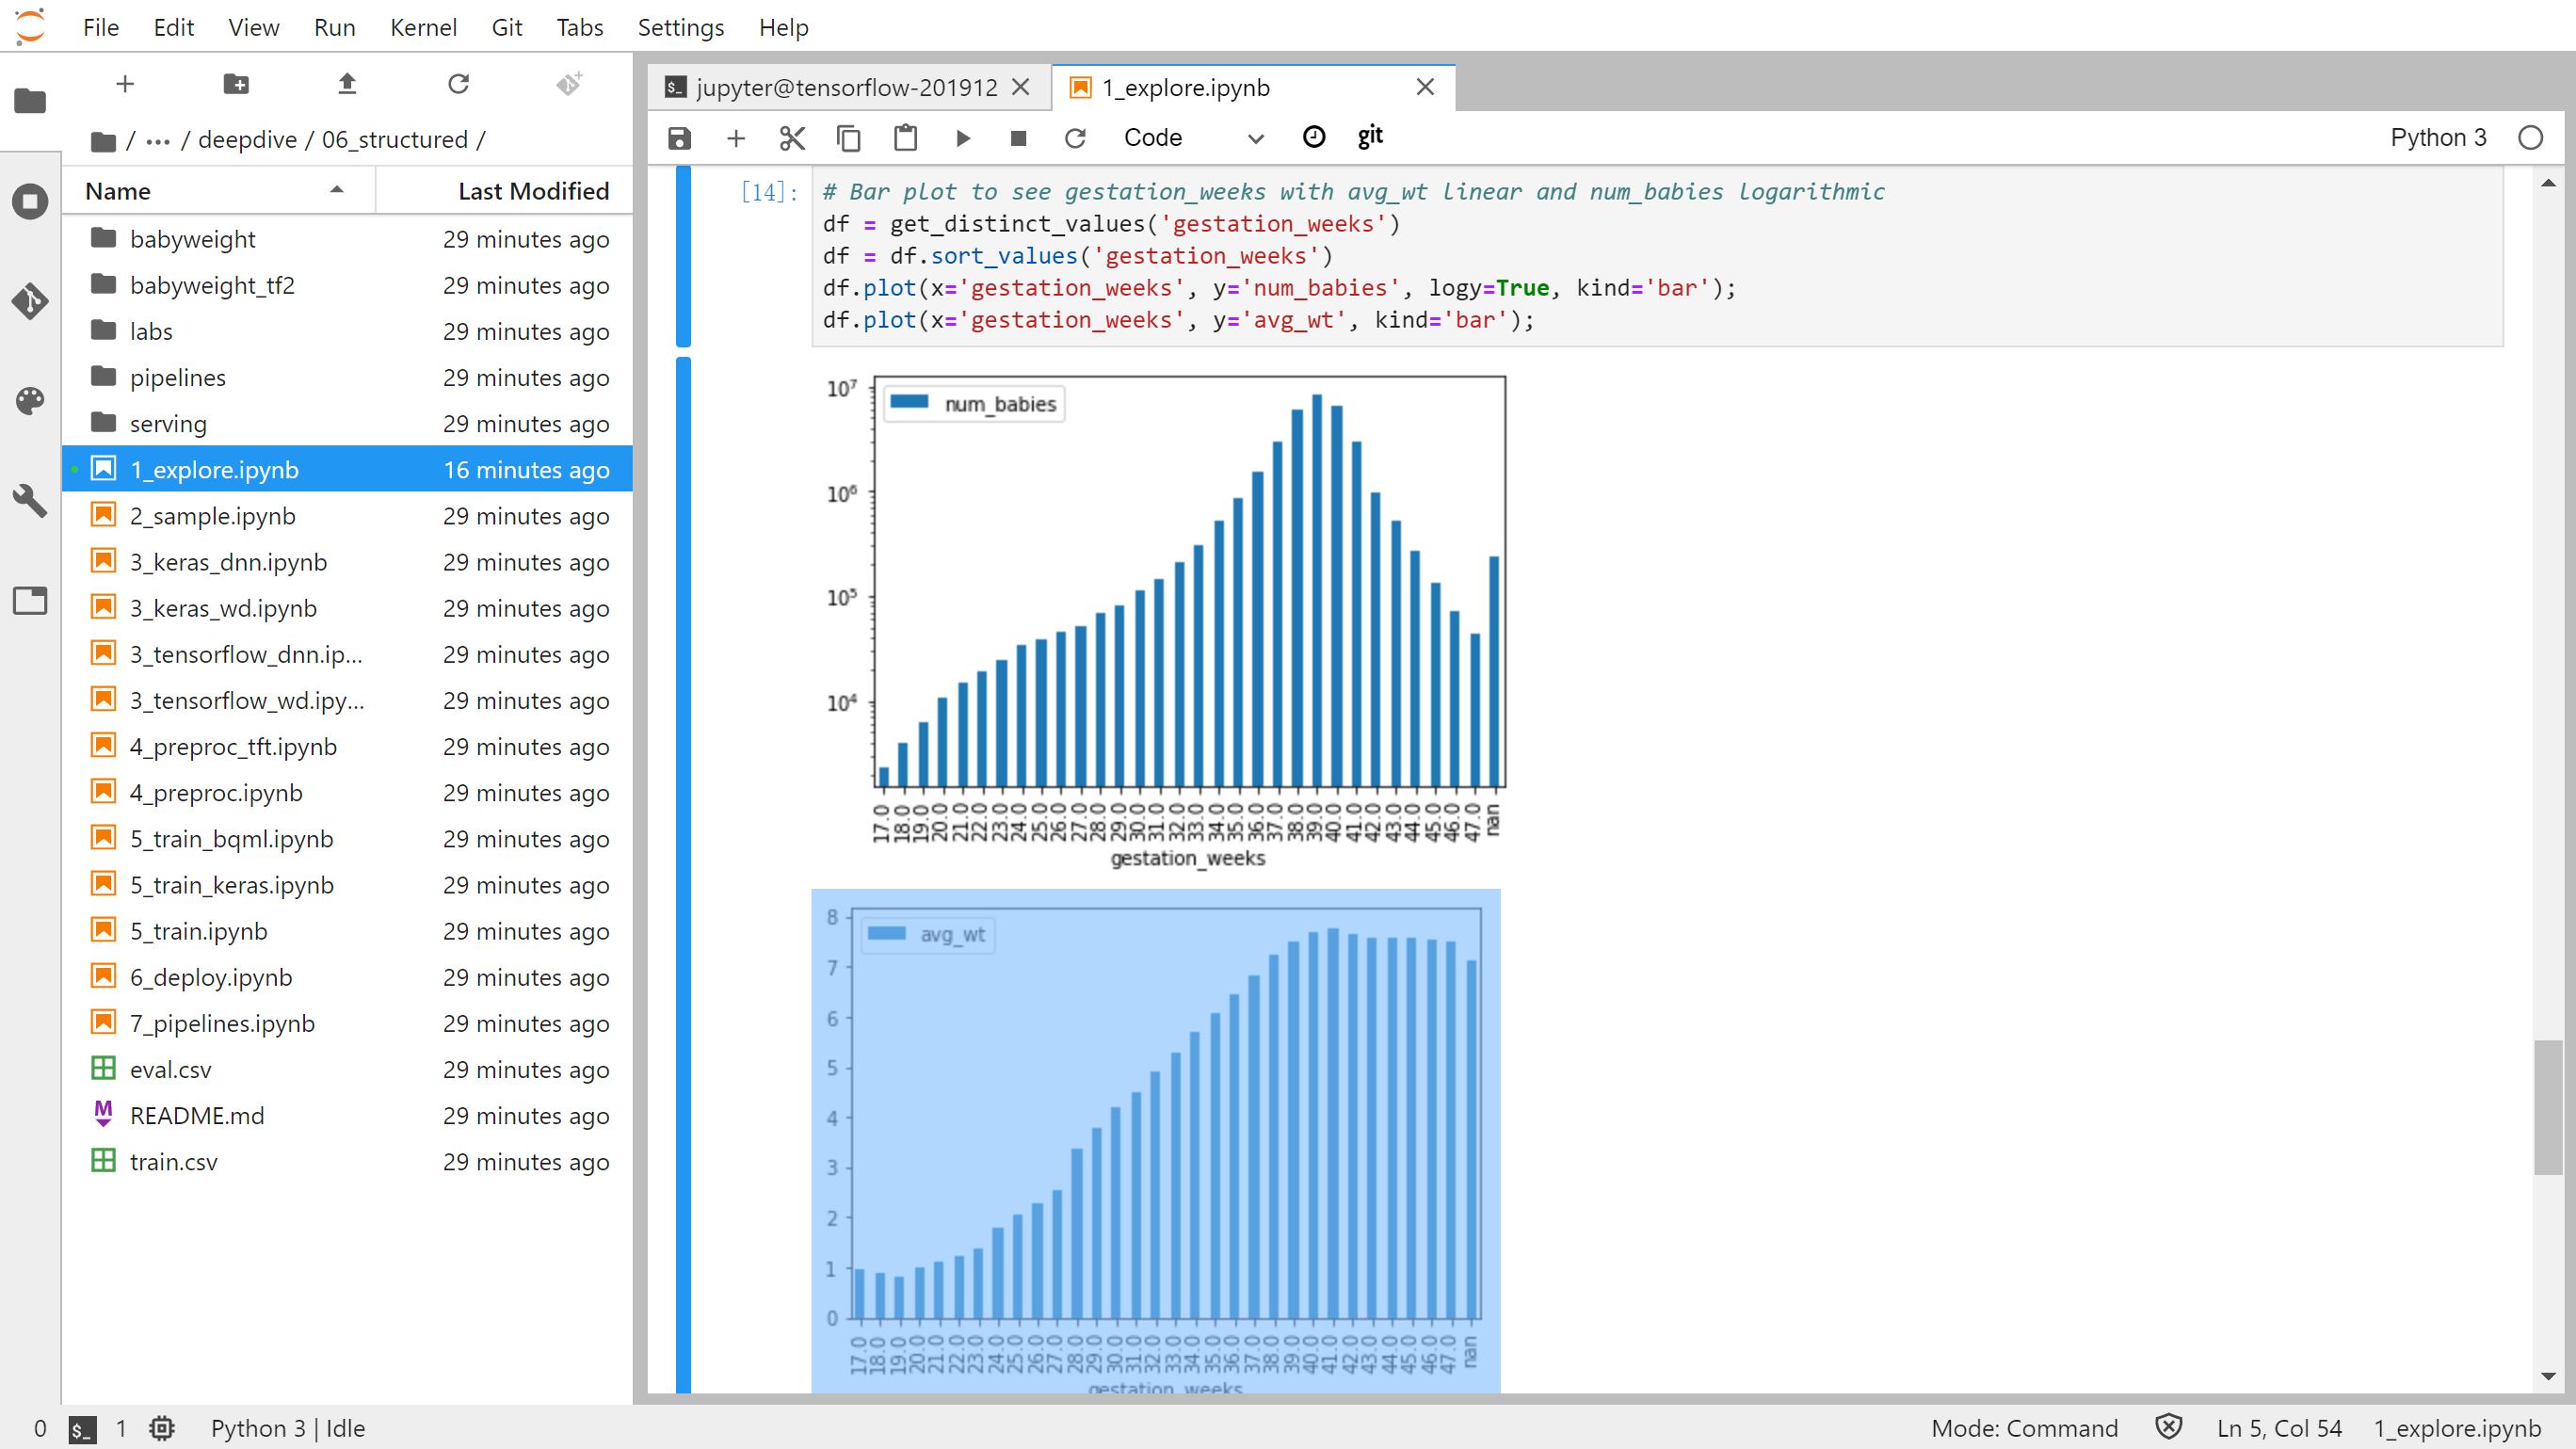 File Edit View Run Kernel Git Tabs Settings Help
/ ··· / deepdive / 06_structured /
Name Last Modified
babyweight 29 minutes ago
babyweight_tf2 29 minutes ago
labs 29 minutes ago
pipelines 29 minutes ago
serving 29 minutes ago
1_explore.ipynb 16 minutes ago
2_sample.ipynb 29 minutes ago
3_keras_dnn.ipynb 29 minutes ago
3_keras_wd.ipynb 29 minutes ago
3_tensorflow_dnn.ip... 29 minutes ago
3_tensorflow_wd.ipy... 29 minutes ago
4_preproc_tft.ipynb 29 minutes ago
4_preproc.ipynb 29 minutes ago
5_train_bqml.ipynb 29 minutes ago
5_train_keras.ipynb 29 minutes ago
5_train.ipynb 29 minutes ago
6_deploy.ipynb 29 minutes ago
7_pipelines.ipynb 29 minutes ago
eval.csv 29 minutes ago
M README.md 29 minutes ago
train.csv 29 minutes ago
$_ jupyter@tensorflow-201912
1_explore.ipynb
Code git Python 3
[14]: # Bar plot to see gestation_weeks with avg_wt linear and num_babies logarithmic
df = get_distinct_values('gestation_weeks')
df = df.sort_values('gestation_weeks')
df.plot(x='gestation_weeks', y='num_babies', logy=True, kind='bar');
df.plot(x='gestation_weeks', y='avg_wt', kind='bar');
num_babies
10⁷
10⁶
10⁵
10⁴
17.0 18.0 19.0 20.0 21.0 22.0 23.0 24.0 25.0 26.0 27.0 28.0 29.0 30.0 31.0 32.0 33.0 34.0 35.0 36.0 37.0 38.0 39.0 40.0 41.0 42.0 43.0 44.0 45.0 46.0 47.0 nan
gestation_weeks
avg_wt
8
7
6
5
4
3
2
1
0
17.0 18.0 19.0 20.0 21.0 22.0 23.0 24.0 25.0 26.0 27.0 28.0 29.0 30.0 31.0 32.0 33.0 34.0 35.0 36.0 37.0 38.0 39.0 40.0 41.0 42.0 43.0 44.0 45.0 46.0 47.0 nan
gestation_weeks
0 $_ 1 Python 3 | Idle Mode: Command Ln 5, Col 54 1_explore.ipynb